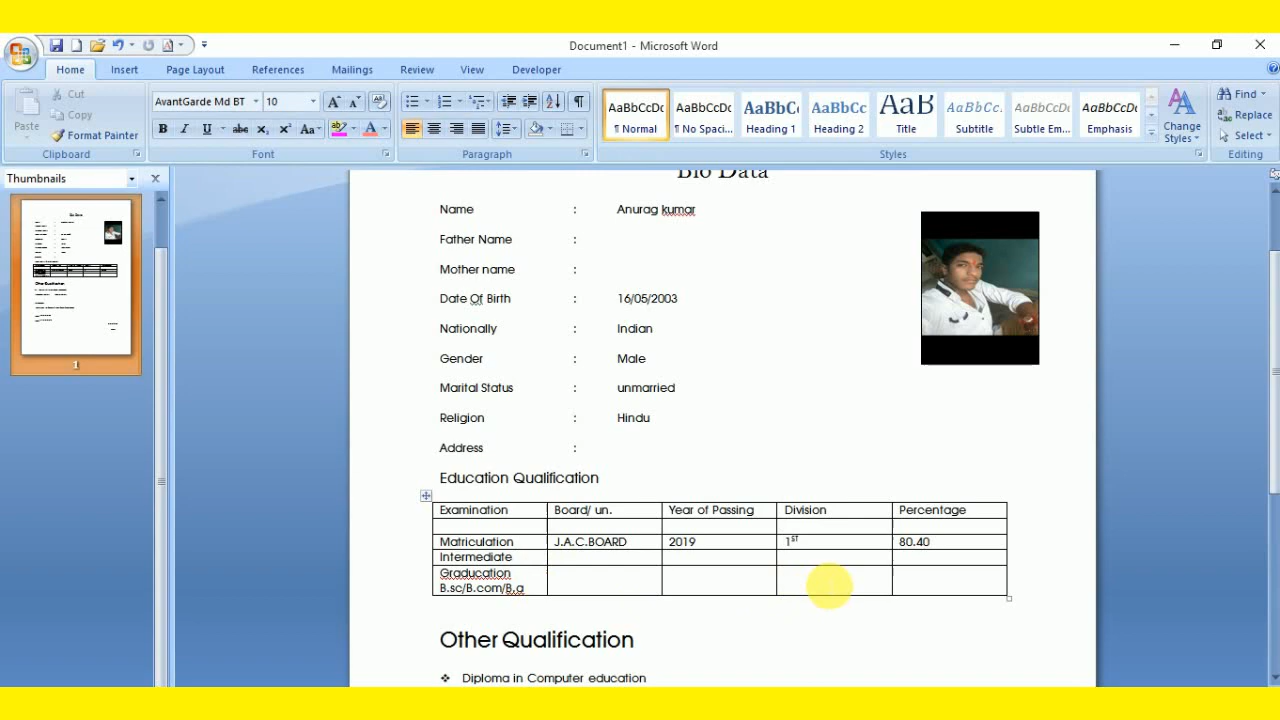 Document1 - Microsoft Word
Home Insert Page Layout References Mailings Review View Developer
Paste
Cut
Copy
Format Painter
Clipboard
AvantGarde Md BT 10
B I U abc X₂ X² Aa
Font
Paragraph
AaBbCcDc AaBbCcDc AaBbC AaBbCc AaB AaBbCc. AaBbCcDc AaBbCcDc
¶ Normal ¶ No Spaci... Heading 1 Heading 2 Title Subtitle Subtle Em... Emphasis
Change Styles
Styles
Find
Replace
Select
Editing
Thumbnails
1
Bio Data
Name : Anurag kumar
Father Name :
Mother name :
Date Of Birth : 16/05/2003
Nationally : Indian
Gender : Male
Marital Status : unmarried
Religion : Hindu
Address :
Education Qualification
Examination Board/ un. Year of Passing Division Percentage
Matriculation J.A.C.BOARD 2019 1ST 80.40
Intermediate
Graducation
B.sc/B.com/B.a
Other Qualification
❖ Diploma in Computer education